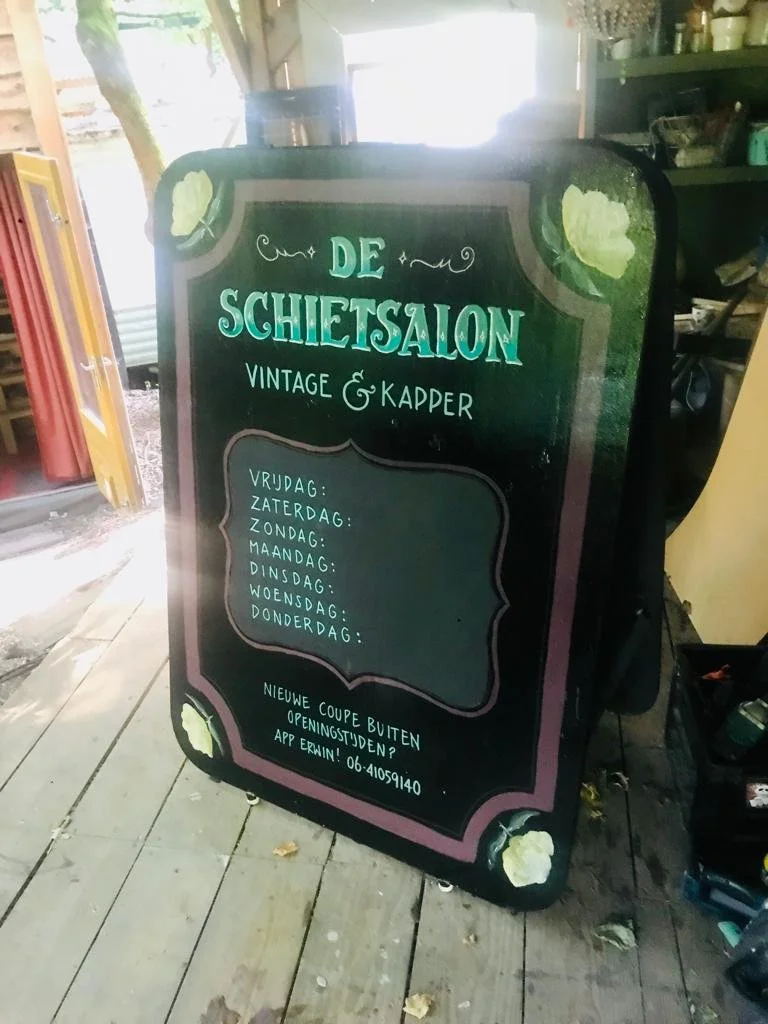 DE
SCHIETSALON
VINTAGE & KAPPER
VRIJDAG:
ZATERDAG:
ZONDAG:
MAANDAG:
DINSDAG:
WOENSDAG:
DONDERDAG:
NIEUWE COUPE BUITEN
OPENINGSTIJDEN?
APP ERWIN! 06-41059140